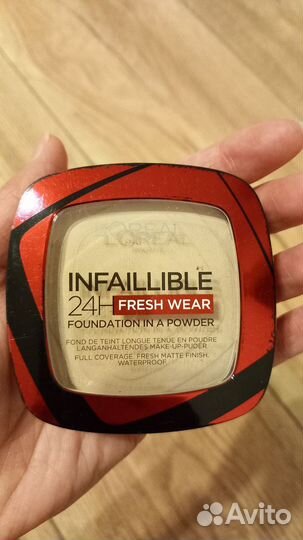 L'ORÉAL
INFAILLIBLE
24H FRESH WEAR
FOUNDATION IN A POWDER
FOND DE TEINT LONGUE TENUE EN POUDRE
LANGANHALTENDES MAKE-UP-PUDER
FULL COVERAGE, FRESH MATTE FINISH,
WATERPROOF
Avito